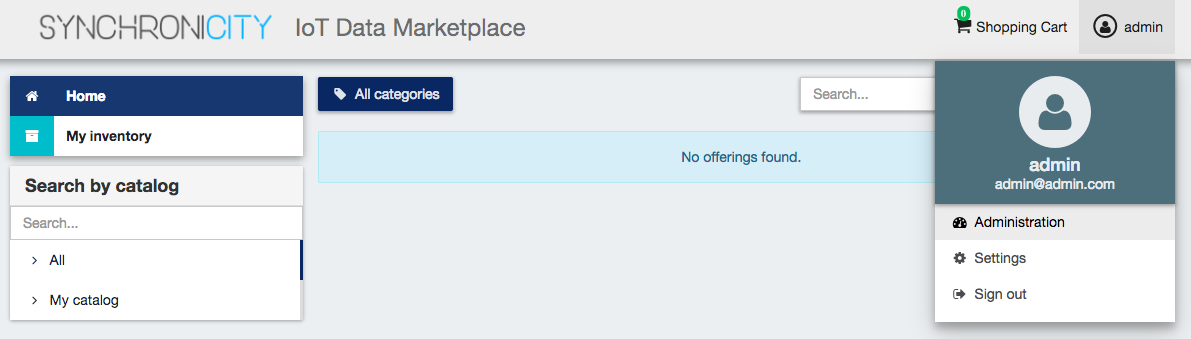 SYNCHRONICITY IoT Data Marketplace
0
Shopping Cart
admin
Home
My inventory
Search by catalog
Search...
All
My catalog
All categories
Search...
No offerings found.
admin
admin@admin.com
Administration
Settings
Sign out